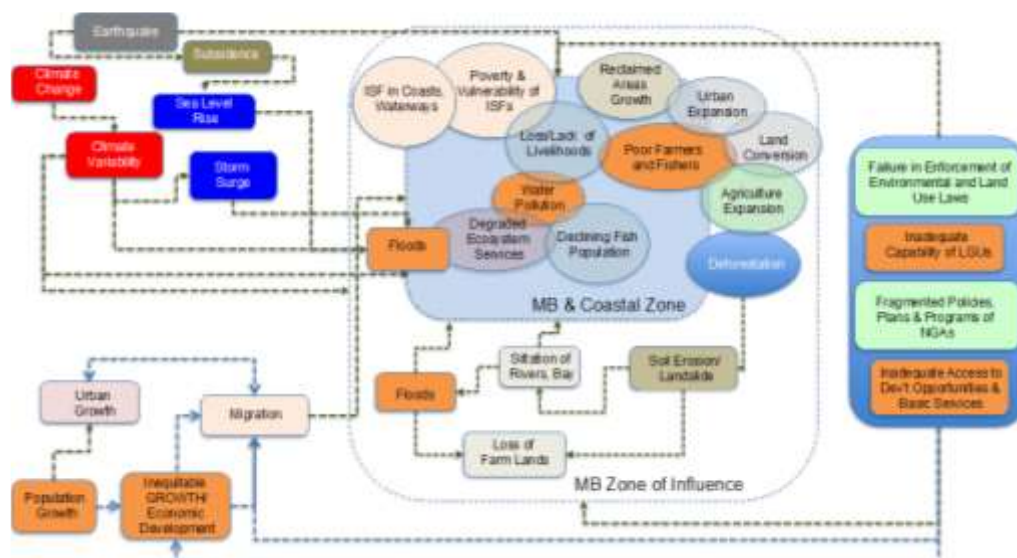 Earthquake
Subsidence
Climate
Change
Sea Level
Rise
Climate
Variability
Storm
Surge
ISF in Coasts,
Waterways
Poverty &
Vulnerability of
ISFs
Reclaimed
Areas
Growth
Urban
Expansion
Loss/Lack of
Livelihoods
Poor Farmers
and Fishers
Land
Conversion
Water
Pollution
Agriculture
Expansion
Floods
Degraded
Ecosystem
Services
Declining Fish
Population
Deforestation
MB & Coastal Zone
Failure in Enforcement of
Environmental and Land
Use Laws
Inadequate
Capability of LGUs
Fragmented Policies,
Plans & Programs of
NGAs
Inadequate Access to
Dev't Opportunities &
Basic Services
Floods
Siltation of
Rivers, Bay
Soil Erosion/
Landslide
Urban
Growth
Migration
Loss of
Farm Lands
MB Zone of Influence
Population
Growth
Inequitable
GROWTH/
Economic
Development